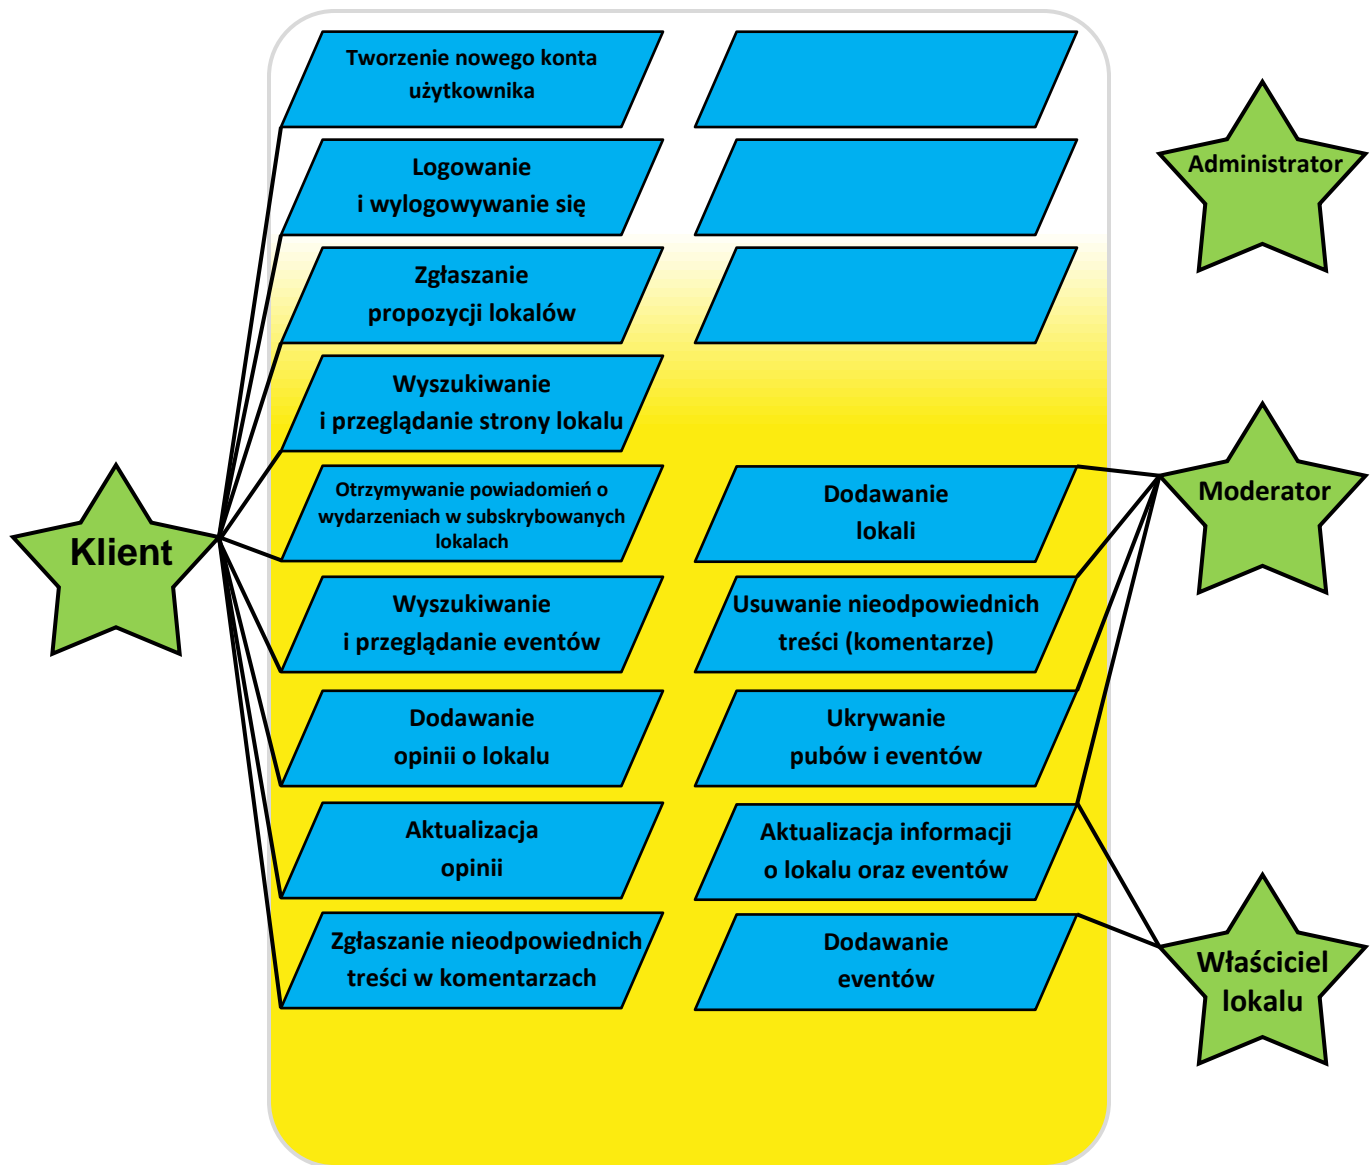 Tworzenie nowego konta
użytkownika
Logowanie
i wylogowywanie się
Zgłaszanie
propozycji lokalów
Wyszukiwanie
i przeglądanie strony lokalu
Otrzymywanie powiadomień o
wydarzeniach w subskrybowanych
lokalach
Wyszukiwanie
i przeglądanie eventów
Dodawanie
opinii o lokalu
Aktualizacja
opinii
Zgłaszanie nieodpowiednich
treści w komentarzach
Klient
Dodawanie
lokali
Usuwanie nieodpowiednich
treści (komentarze)
Ukrywanie
pubów i eventów
Aktualizacja informacji
o lokalu oraz eventów
Dodawanie
eventów
Administrator
Moderator
Właściciel
lokalu